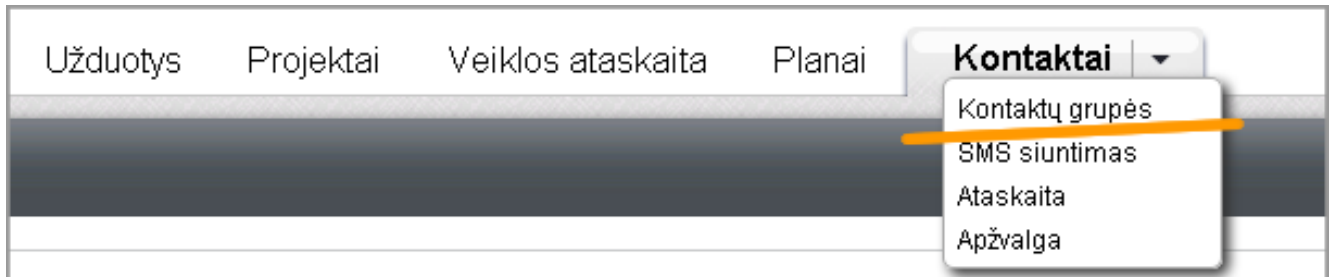 Užduotys Projektai Veiklos ataskaita Planai Kontaktai
Kontaktų grupės
SMS siuntimas
Ataskaita
Apžvalga